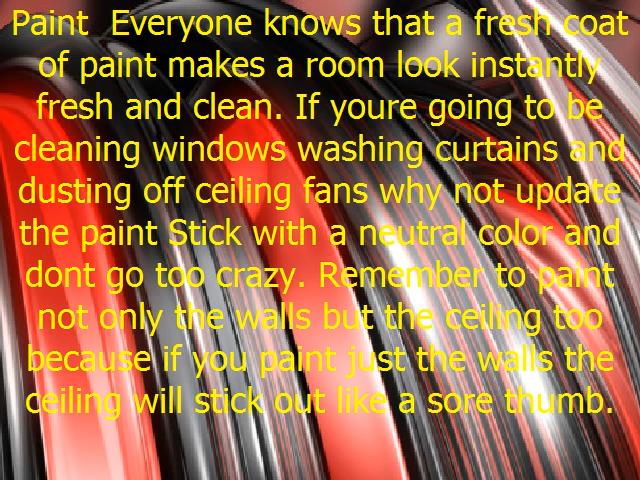 Paint  Everyone knows that a fresh coat
of paint makes a room look instantly
fresh and clean. If youre going to be
cleaning windows washing curtains and
dusting off ceiling fans why not update
the paint Stick with a neutral color and
dont go too crazy. Remember to paint
not only the walls but the ceiling too
because if you paint just the walls the
ceiling will stick out like a sore thumb.